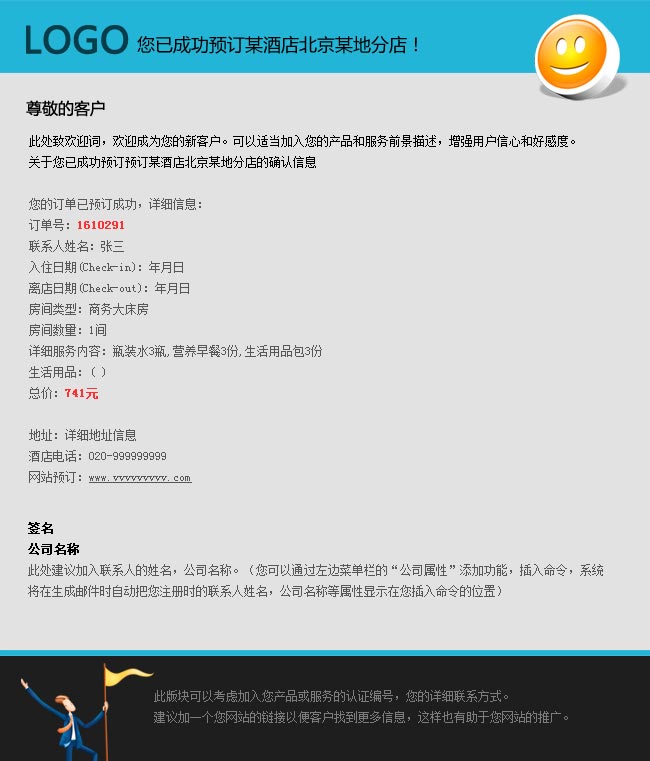 LOGO 您已成功预订某酒店北京某地分店！
尊敬的客户
此处致欢迎词，欢迎成为您的新客户。可以适当加入您的产品和服务前景描述，增强用户信心和好感度。
关于您已成功预订预订某酒店北京某地分店的确认信息
您的订单已预订成功，详细信息：
订单号：1610291
联系人姓名：张三
入住日期(Check-in)：年月日
离店日期(Check-out)：年月日
房间类型：商务大床房
房间数量：1间
详细服务内容：瓶装水3瓶,营养早餐3份,生活用品包3份
生活用品：（ ）
总价：741元
地址：详细地址信息
酒店电话：020-999999999
网站预订：www.vvvvvvvvv.com
签名
公司名称
此处建议加入联系人的姓名，公司名称。（您可以通过左边菜单栏的“公司属性”添加功能，插入命令，系统
将在生成邮件时自动把您注册时的联系人姓名，公司名称等属性显示在您插入命令的位置）
此版块可以考虑加入您产品或服务的认证编号，您的详细联系方式。
建议加一个您网站的链接以便客户找到更多信息，这样也有助于您网站的推广。